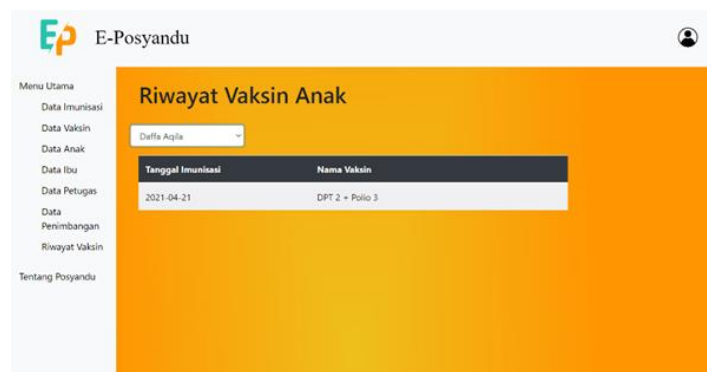 EP E-Posyandu
Menu Utama
Data Imunisasi
Data Vaksin
Data Anak
Data Ibu
Data Petugas
Data
Penimbangan
Riwayat Vaksin
Tentang Posyandu
Riwayat Vaksin Anak
Daffa Aqila
Tanggal Imunisasi Nama Vaksin
2021-04-21 DPT 2 + Polio 3